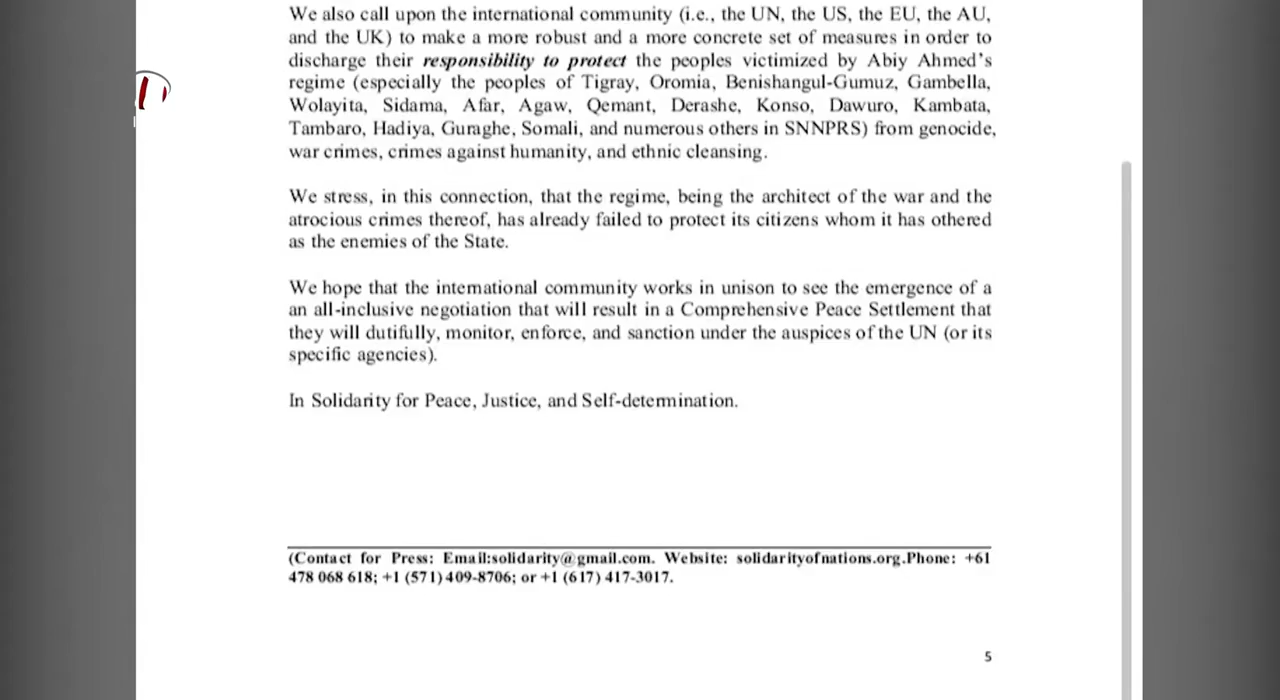 We also call upon the international community (i.e., the UN, the US, the EU, the AU,
and the UK) to make a more robust and a more concrete set of measures in order to
discharge their responsibility to protect the peoples victimized by Abiy Ahmed's
regime (especially the peoples of Tigray, Oromia, Benishangul-Gumuz, Gambella,
Wolayita, Sidama, Afar, Agaw, Qemant, Derashe, Konso, Dawuro, Kambata,
Tambaro, Hadiya, Guraghe, Somali, and numerous others in SNNPRS) from genocide,
war crimes, crimes against humanity, and ethnic cleansing.
We stress, in this connection, that the regime, being the architect of the war and the
atrocious crimes thereof, has already failed to protect its citizens whom it has othered
as the enemies of the State.
We hope that the international community works in unison to see the emergence of a
an all-inclusive negotiation that will result in a Comprehensive Peace Settlement that
they will dutifully, monitor, enforce, and sanction under the auspices of the UN (or its
specific agencies).
In Solidarity for Peace, Justice, and Self-determination.
(Contact for Press: Email:solidarity@gmail.com. Website: solidarityofnations.org.Phone: +61
478 068 618; +1 (571) 409-8706; or +1 (617) 417-3017.
5